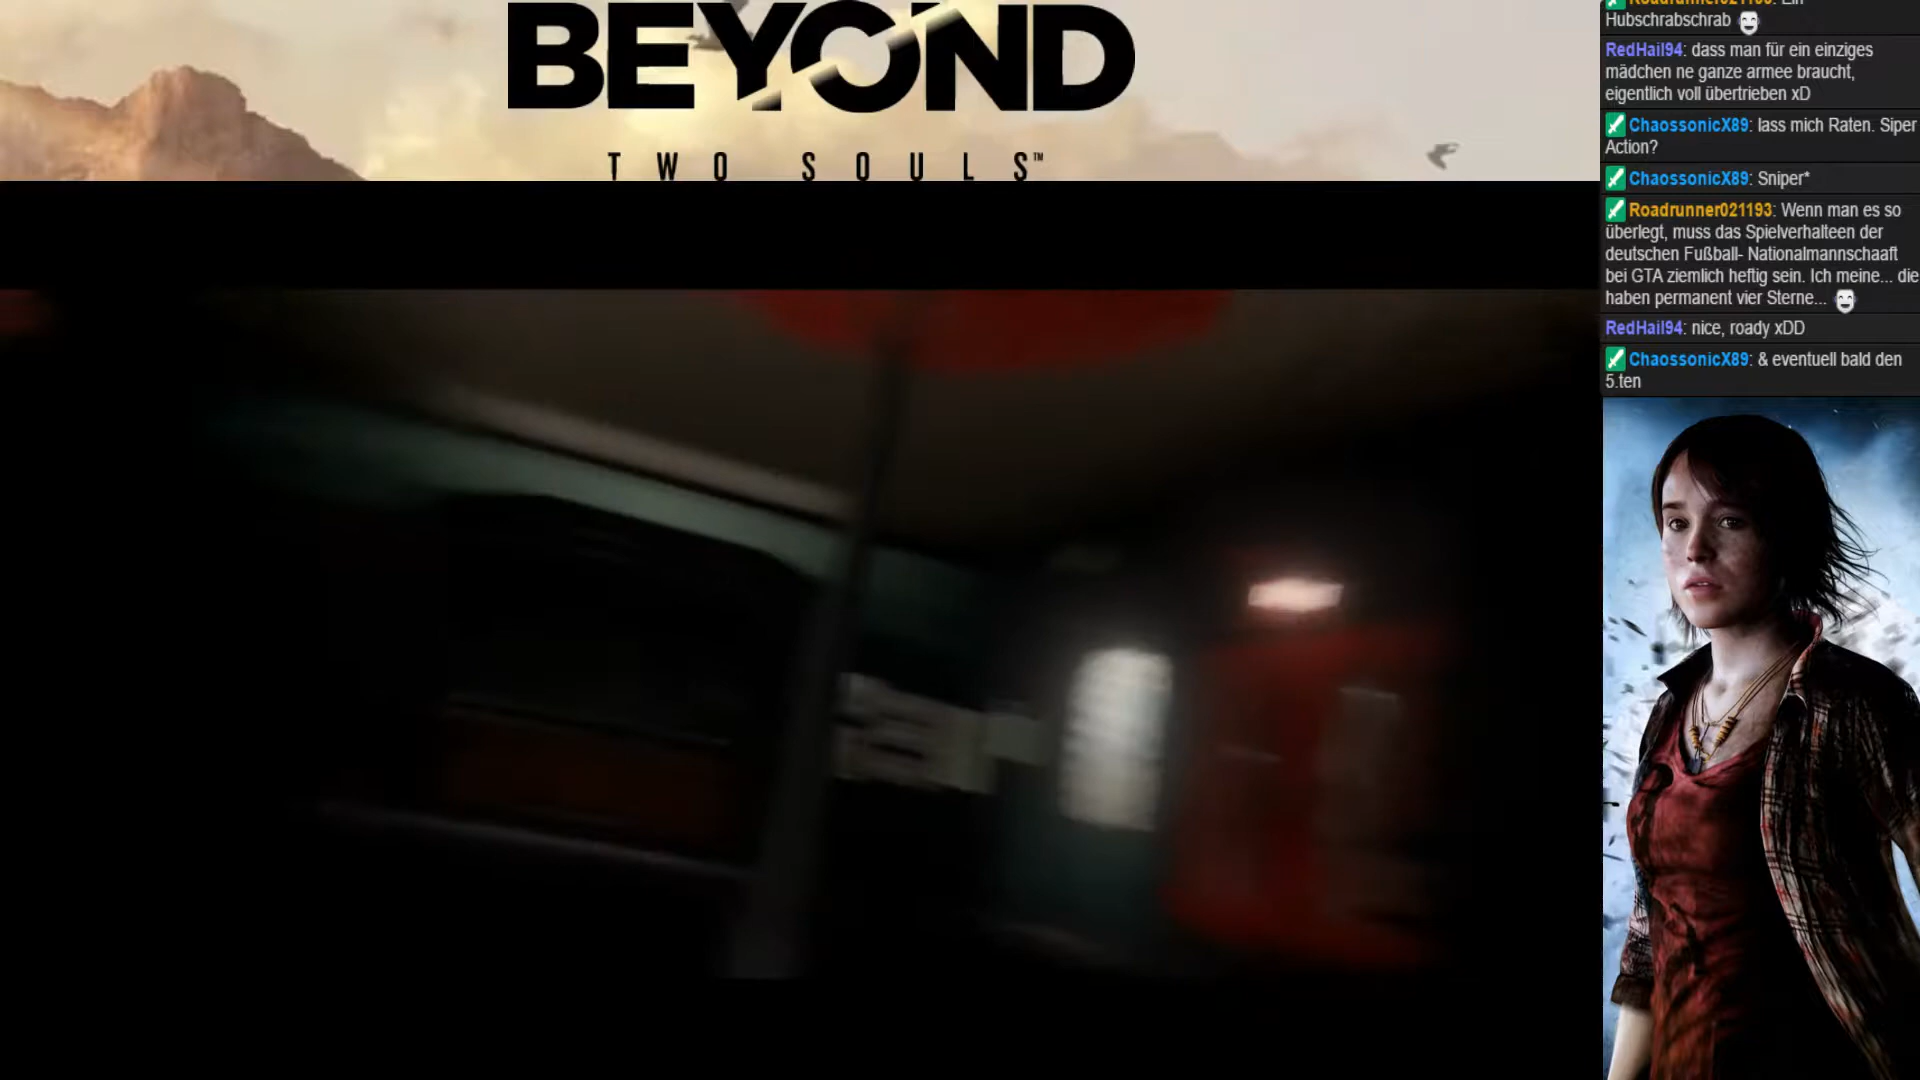 BEYOND
TWO SOULS™
Hubschrabschrab
RedHail94: dass man für ein einziges
mädchen ne ganze armee braucht,
eigentlich voll übertrieben xD
ChaossonicX89: lass mich Raten. Siper
Action?
ChaossonicX89: Sniper*
Roadrunner021193: Wenn man es so
überlegt, muss das Spielverhalteen der
deutschen Fußball- Nationalmannschaaft
bei GTA ziemlich heftig sein. Ich meine... die
haben permanent vier Sterne...
RedHail94: nice, roady xDD
ChaossonicX89: & eventuell bald den
5.ten